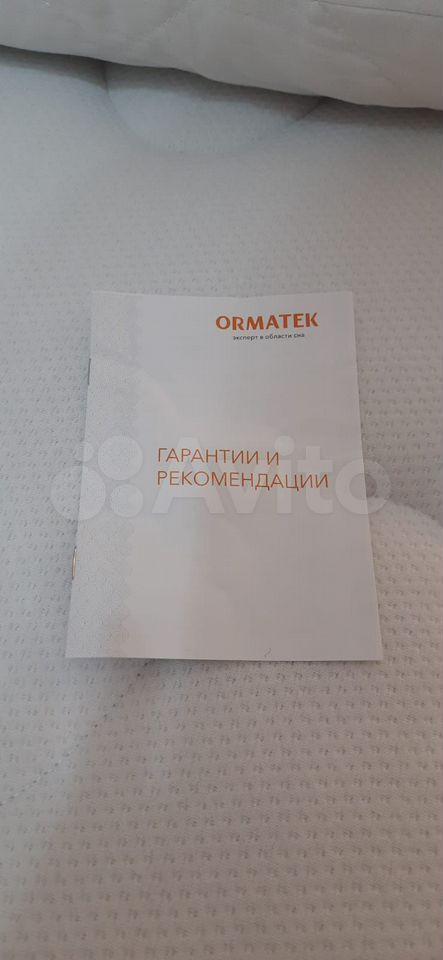 ORMATEK
эксперт в области сна
ГАРАНТИИ И
РЕКОМЕНДАЦИИ
Avito